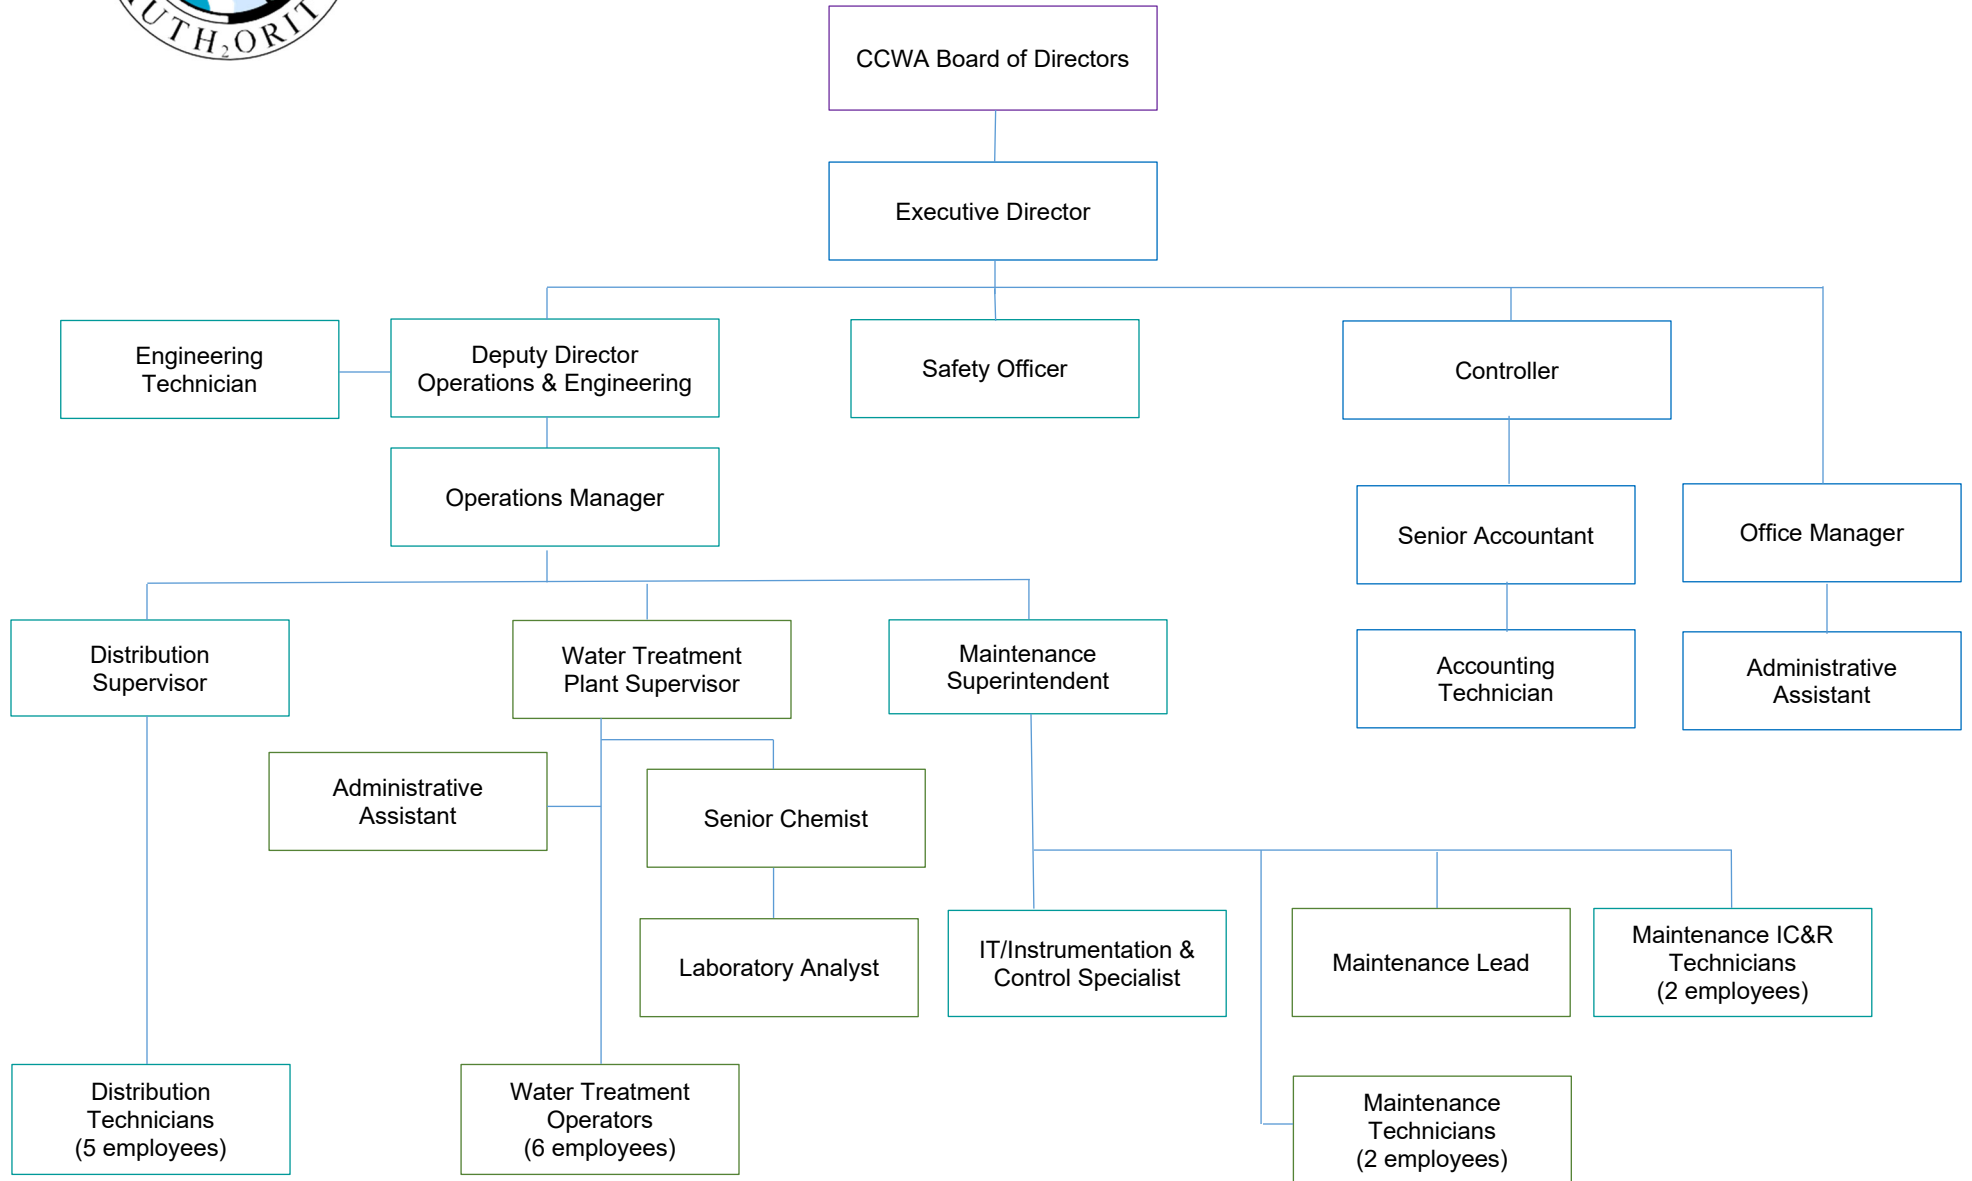 AUTH₂ORIT
CCWA Board of Directors
Executive Director
Engineering
Technician
Deputy Director
Operations & Engineering
Safety Officer
Controller
Operations Manager
Senior Accountant
Office Manager
Distribution
Supervisor
Water Treatment
Plant Supervisor
Maintenance
Superintendent
Accounting
Technician
Administrative
Assistant
Administrative
Assistant
Senior Chemist
Laboratory Analyst
IT/Instrumentation &
Control Specialist
Maintenance Lead
Maintenance IC&R
Technicians
(2 employees)
Distribution
Technicians
(5 employees)
Water Treatment
Operators
(6 employees)
Maintenance
Technicians
(2 employees)